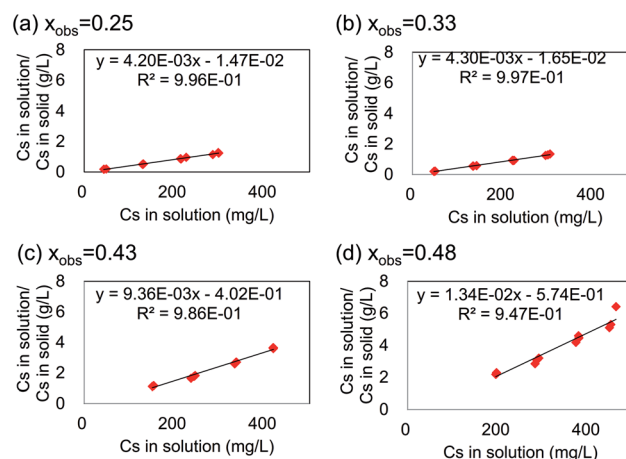 (a) xobs=0.25
Cs in solution/
Cs in solid (g/L)
8
6
4
2
0
y = 4.20E-03x - 1.47E-02
R² = 9.96E-01
0 200 400
Cs in solution (mg/L)
(b) xobs=0.33
Cs in solution/
Cs in solid (g/L)
8
6
4
2
0
y = 4.30E-03x - 1.65E-02
R² = 9.97E-01
0 200 400
Cs in solution (mg/L)
(c) xobs=0.43
Cs in solution/
Cs in solid (g/L)
8
6
4
2
0
y = 9.36E-03x - 4.02E-01
R² = 9.86E-01
0 200 400
Cs in solution (mg/L)
(d) xobs=0.48
Cs in solution/
Cs in solid (g/L)
8
6
4
2
0
y = 1.34E-02x - 5.74E-01
R² = 9.47E-01
0 200 400
Cs in solution (mg/L)